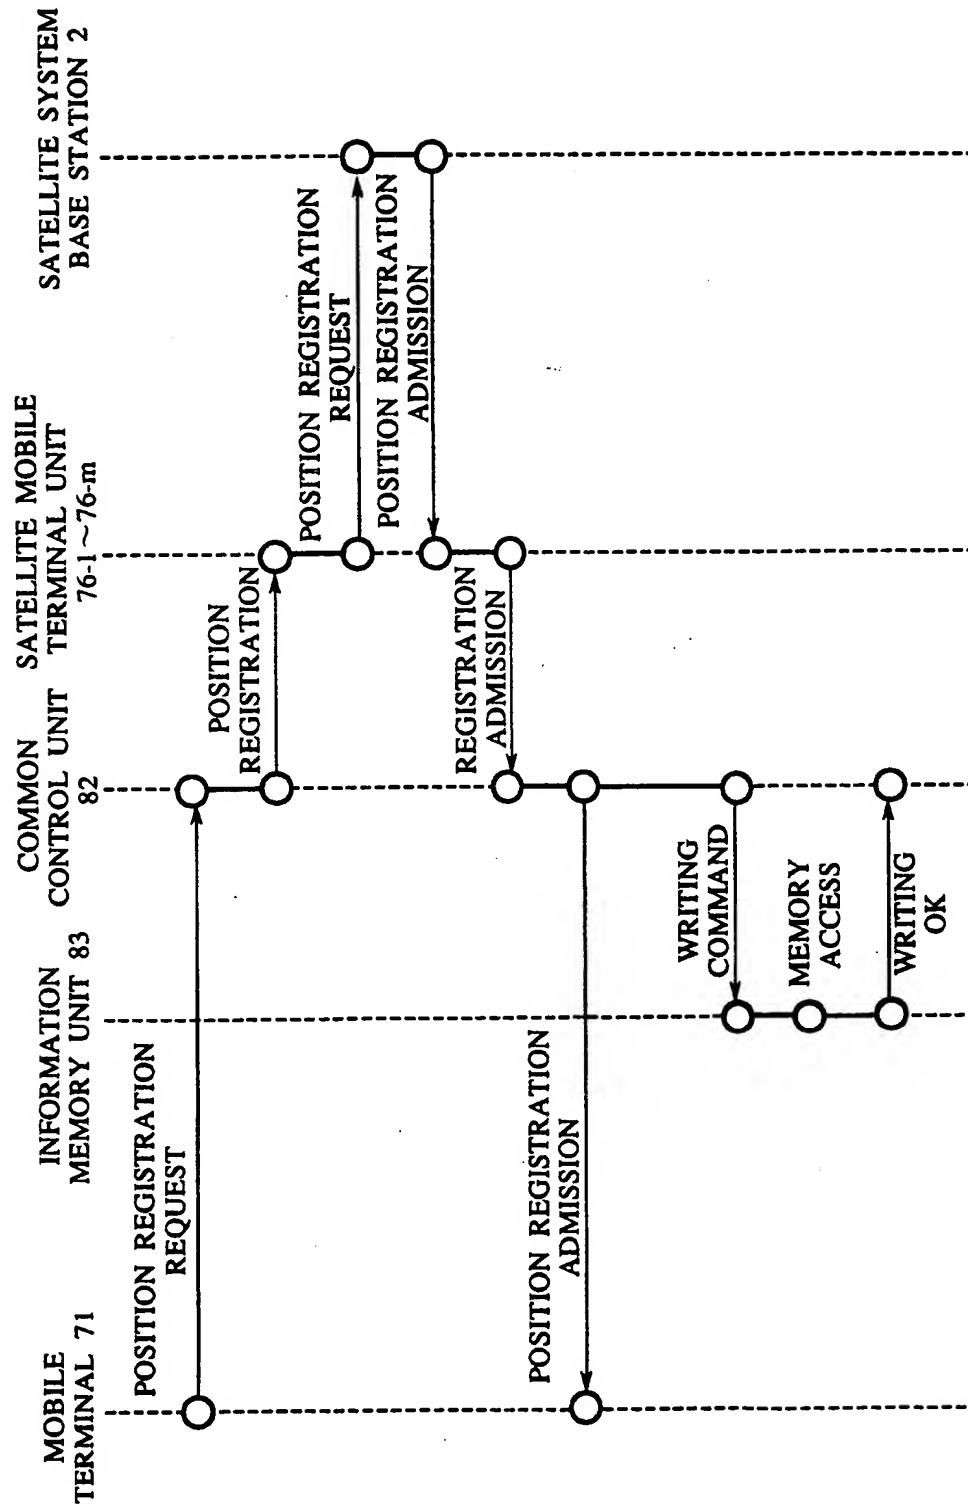 MOBILE
TERMINAL 71
INFORMATION
MEMORY UNIT 83
COMMON
CONTROL UNIT
82
SATELLITE MOBILE
TERMINAL UNIT
76-1~76-m
SATELLITE SYSTEM
BASE STATION 2
POSITION REGISTRATION
REQUEST
POSITION
REGISTRATION
POSITION REGISTRATION
REQUEST
POSITION REGISTRATION
ADMISSION
REGISTRATION
ADMISSION
POSITION REGISTRATION
ADMISSION
WRITING
COMMAND
MEMORY
ACCESS
WRITING
OK